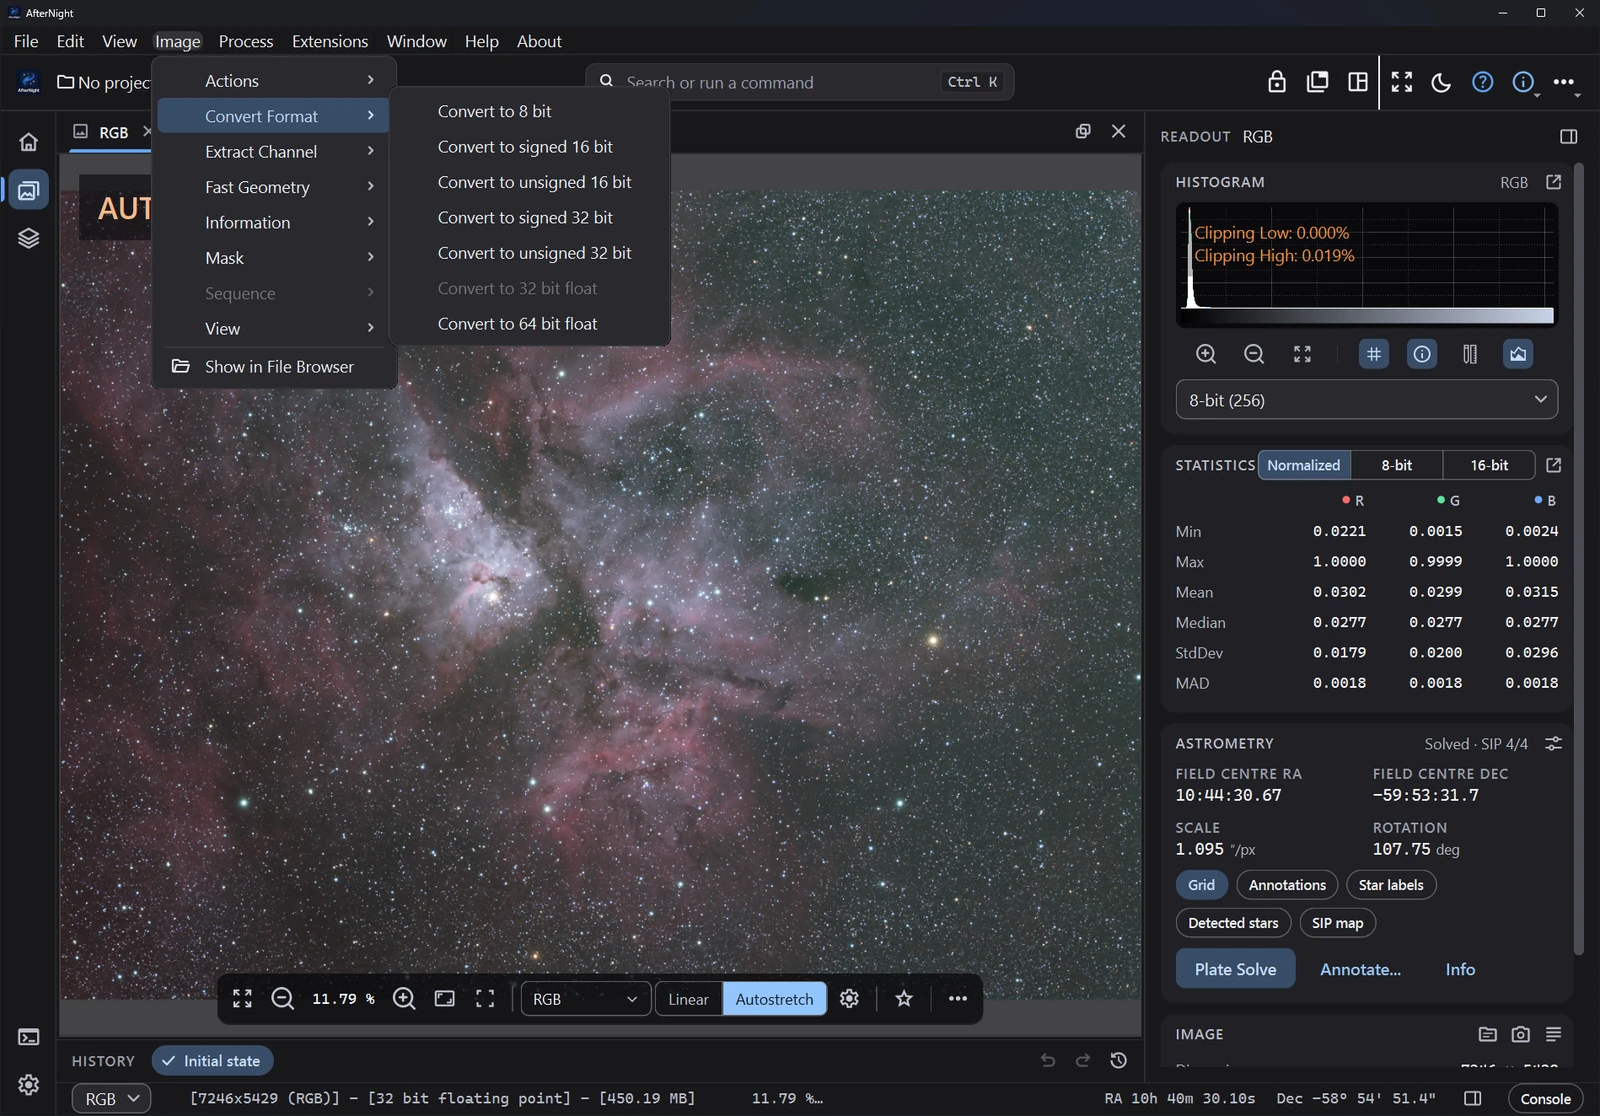 AfterNight
File Edit View Image Process Extensions Window Help About
AfterNight
No projec
Search or run a command Ctrl K
Actions
Convert Format
Extract Channel
Fast Geometry
Information
Mask
Sequence
View
Show in File Browser
Convert to 8 bit
Convert to signed 16 bit
Convert to unsigned 16 bit
Convert to signed 32 bit
Convert to unsigned 32 bit
Convert to 32 bit float
Convert to 64 bit float
RGB
AUT
11.79 %
RGB
Linear Autostretch
HISTORY Initial state
READOUT RGB
HISTOGRAM RGB
Clipping Low: 0.000%
Clipping High: 0.019%
8-bit (256)
STATISTICS Normalized 8-bit 16-bit
R G B
Min 0.0221 0.0015 0.0024
Max 1.0000 0.9999 1.0000
Mean 0.0302 0.0299 0.0315
Median 0.0277 0.0277 0.0277
StdDev 0.0179 0.0200 0.0296
MAD 0.0018 0.0018 0.0018
ASTROMETRY Solved · SIP 4/4
FIELD CENTRE RA FIELD CENTRE DEC
10:44:30.67 −59:53:31.7
SCALE ROTATION
1.095 "/px 107.75 deg
Grid Annotations Star labels
Detected stars SIP map
Plate Solve Annotate... Info
IMAGE
RGB [7246x5429 (RGB)] – [32 bit floating point] – [450.19 MB] 11.79 %… RA 10h 40m 30.10s Dec −58° 54' 51.4" Console